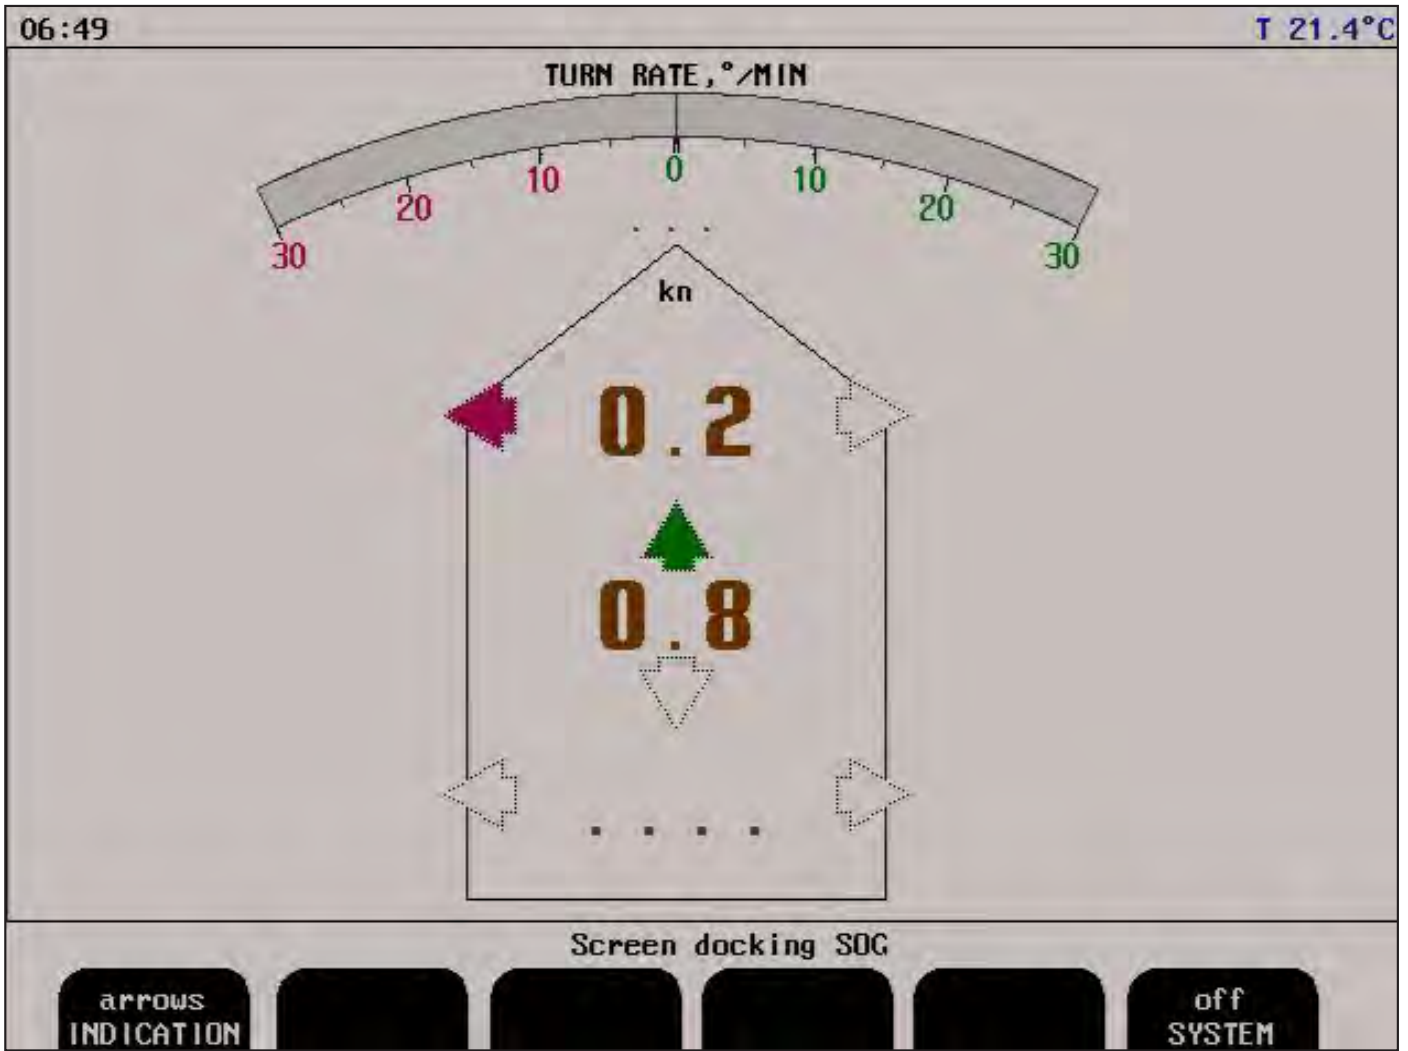 06:49 T 21.4°C
TURN RATE,°/MIN
30 20 10 0 10 20 30
. . .
kn
0.2
0.8
. . . .
Screen docking SOG
arrows off
INDICATION SYSTEM